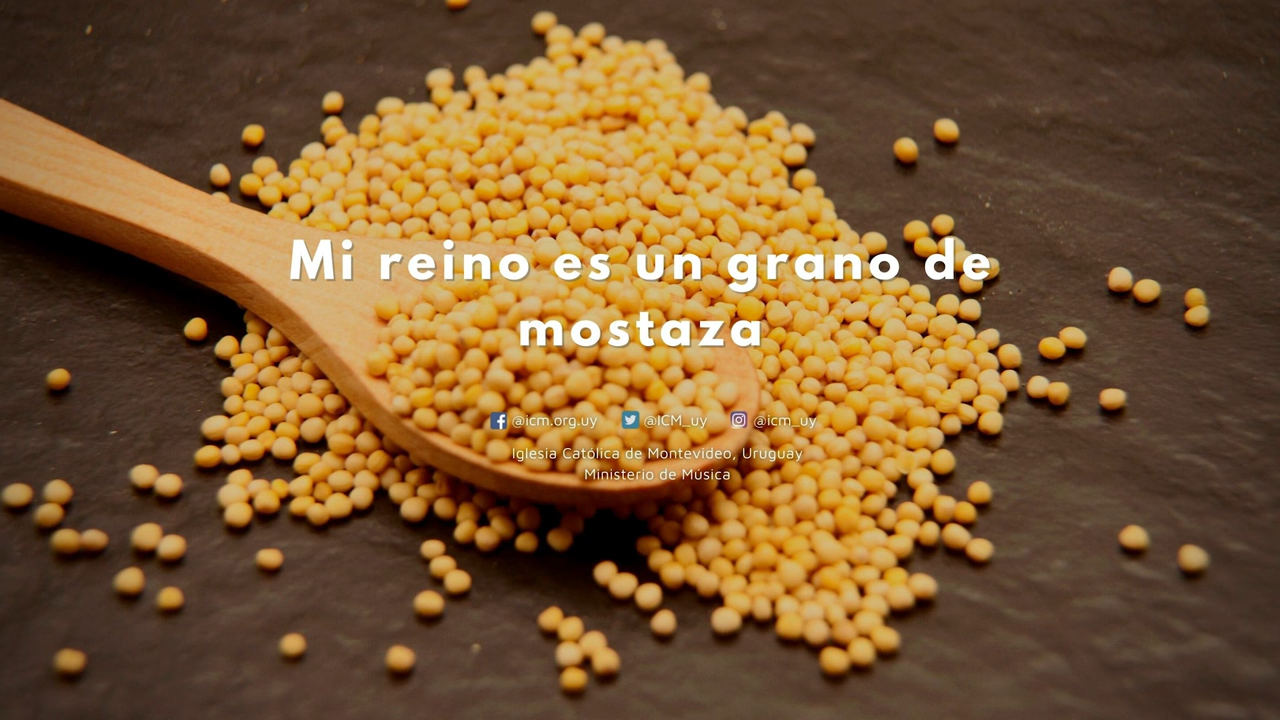 Mi reino es un grano de
mostaza
@icm.org.uy @ICM_uy @icm_uy
Iglesia Católica de Montevideo, Uruguay
Ministerio de Música